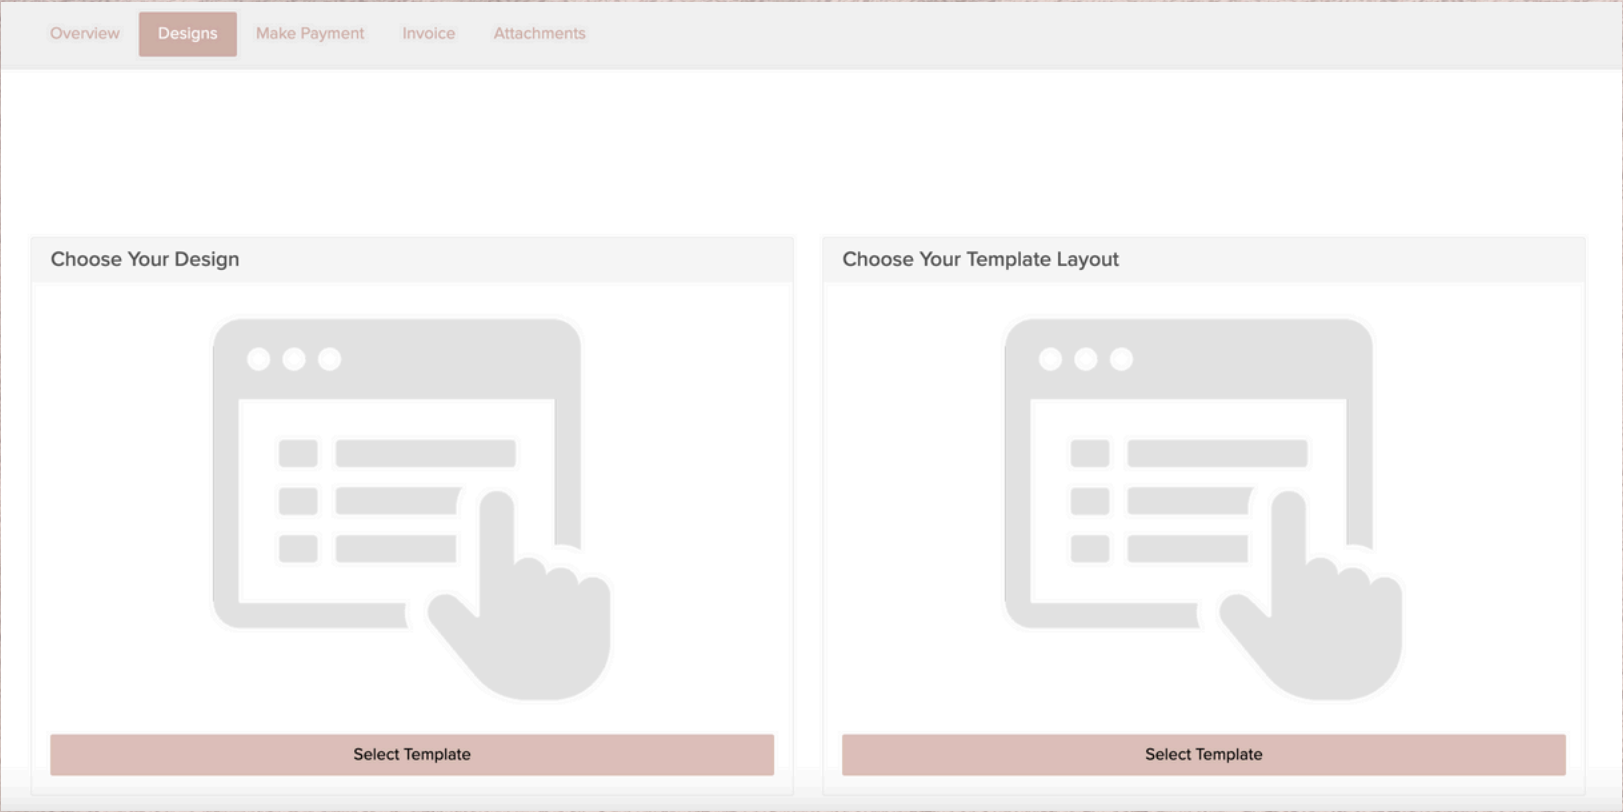 Overview
Designs
Make Payment
Invoice
Attachments
Choose Your Design
Select Template
Choose Your Template Layout
Select Template